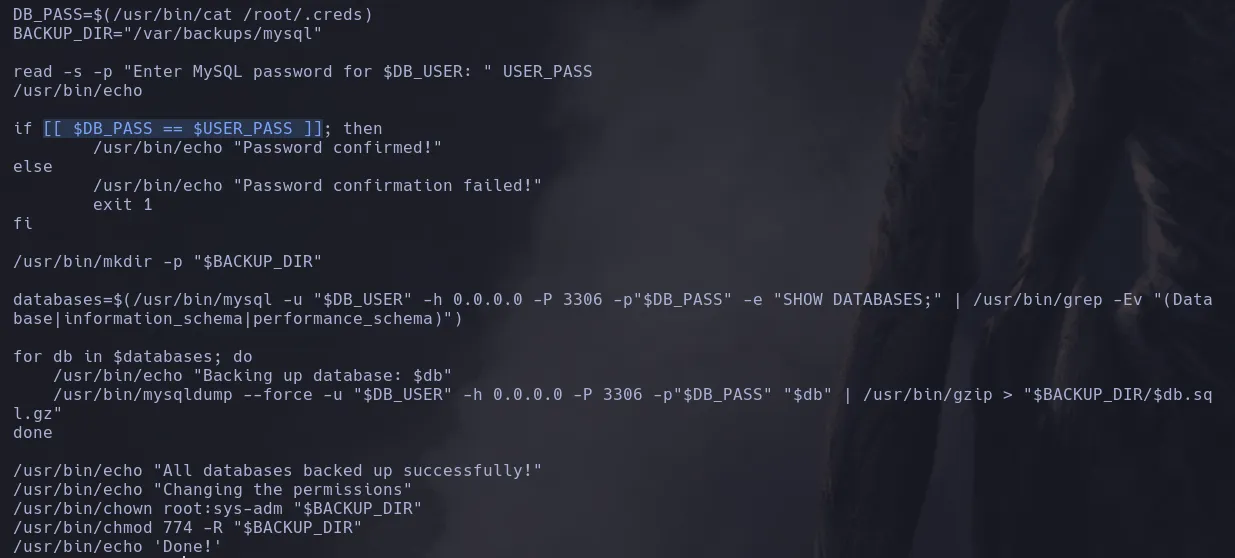 DB_PASS=$(/usr/bin/cat /root/.creds)
BACKUP_DIR="/var/backups/mysql"
read -s -p "Enter MySQL password for $DB_USER: " USER_PASS
/usr/bin/echo
if [[ $DB_PASS == $USER_PASS ]]; then
        /usr/bin/echo "Password confirmed!"
else
        /usr/bin/echo "Password confirmation failed!"
        exit 1
fi
/usr/bin/mkdir -p "$BACKUP_DIR"
databases=$(/usr/bin/mysql -u "$DB_USER" -h 0.0.0.0 -P 3306 -p"$DB_PASS" -e "SHOW DATABASES;" | /usr/bin/grep -Ev "(Data
base|information_schema|performance_schema)")
for db in $databases; do
    /usr/bin/echo "Backing up database: $db"
    /usr/bin/mysqldump --force -u "$DB_USER" -h 0.0.0.0 -P 3306 -p"$DB_PASS" "$db" | /usr/bin/gzip > "$BACKUP_DIR/$db.sq
l.gz"
done
/usr/bin/echo "All databases backed up successfully!"
/usr/bin/echo "Changing the permissions"
/usr/bin/chown root:sys-adm "$BACKUP_DIR"
/usr/bin/chmod 774 -R "$BACKUP_DIR"
/usr/bin/echo 'Done!'